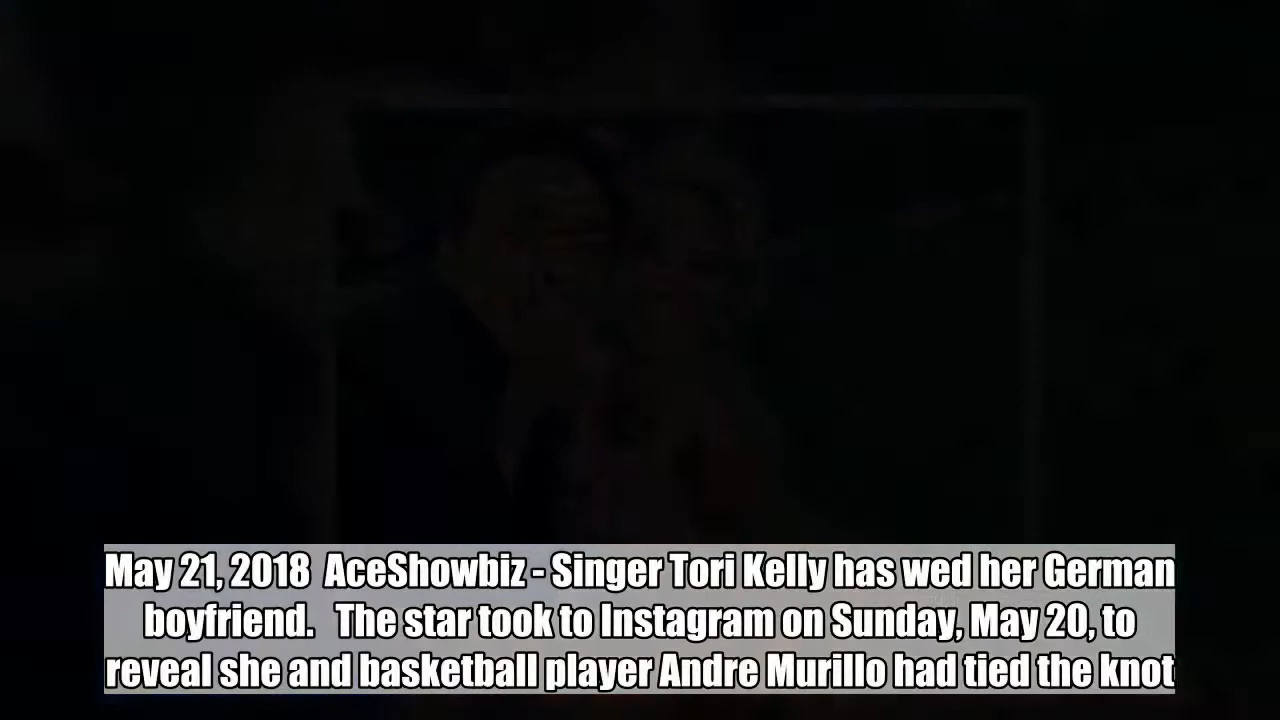 May 21, 2018 AceShowbiz - Singer Tori Kelly has wed her German
boyfriend. The star took to Instagram on Sunday, May 20, to
reveal she and basketball player Andre Murillo had tied the knot